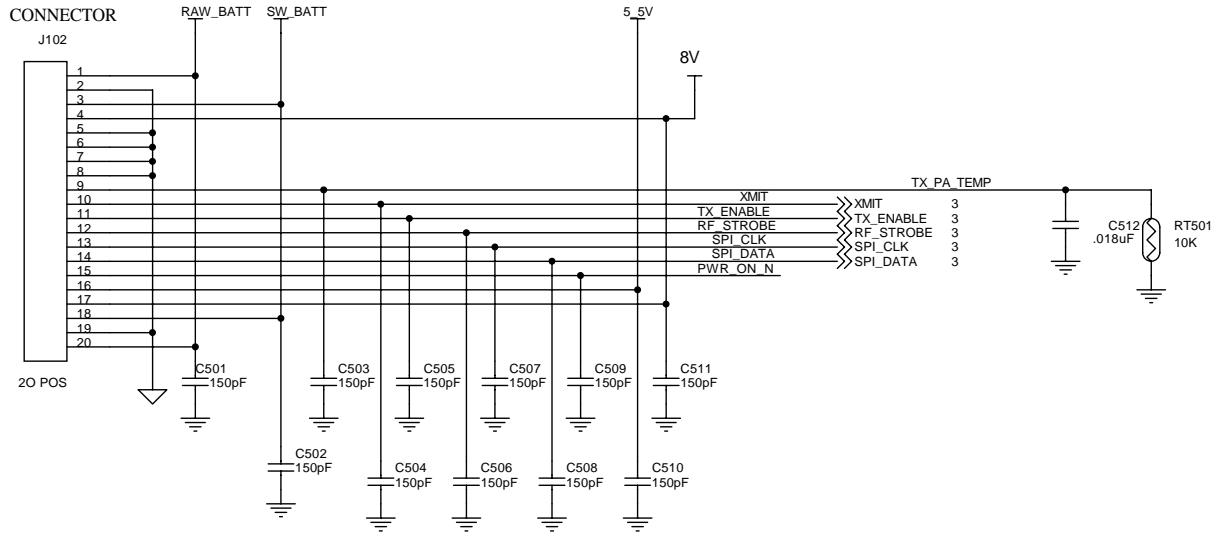 CONNECTOR
RAW_BATT
SW_BATT
5_5V
J102
8V
1
2
3
4
5
6
7
8
9
10
11
12
13
14
15
16
17
18
19
20
TX_PA_TEMP
XMIT
TX_ENABLE
RF_STROBE
SPI_CLK
SPI_DATA
PWR_ON_N
XMIT 3
TX_ENABLE 3
RF_STROBE 3
SPI_CLK 3
SPI_DATA 3
C512
.018uF
RT501
10K
2O POS
C501
150pF
C503
150pF
C505
150pF
C507
150pF
C509
150pF
C511
150pF
C502
150pF
C504
150pF
C506
150pF
C508
150pF
C510
150pF